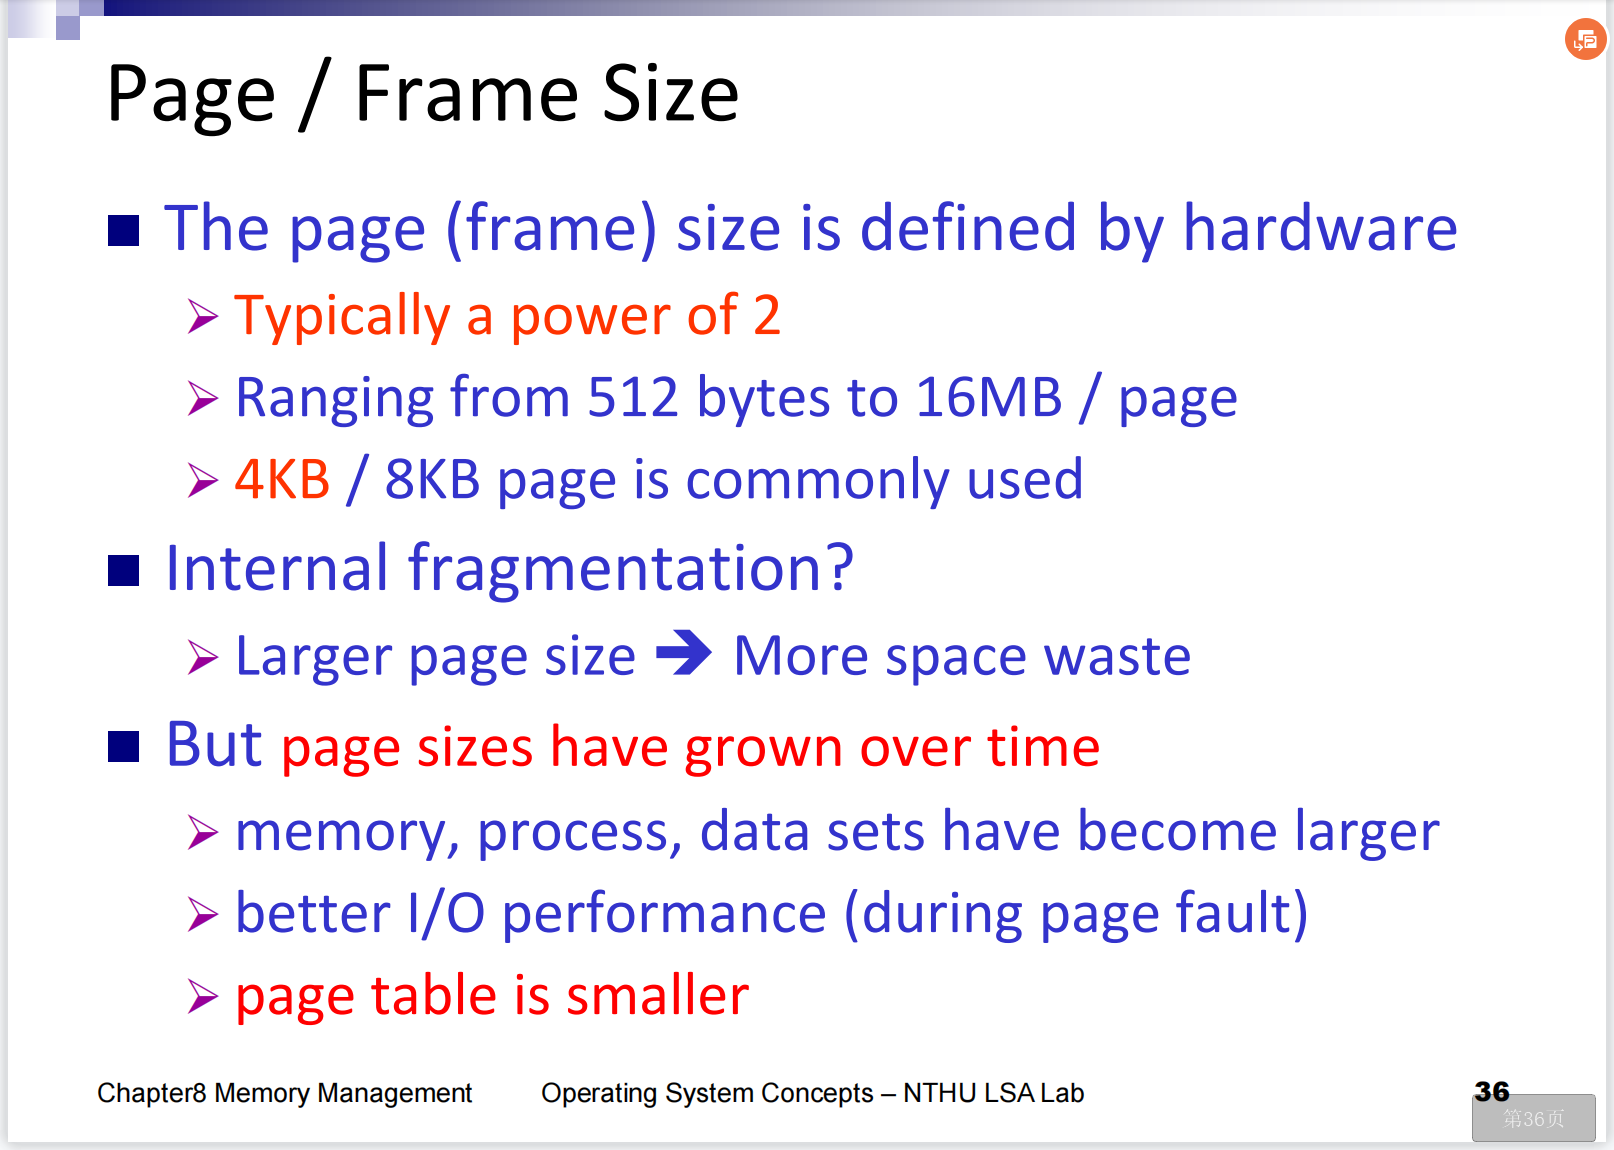 Page / Frame Size
The page (frame) size is defined by hardware
Typically a power of 2
Ranging from 512 bytes to 16MB / page
4KB / 8KB page is commonly used
Internal fragmentation?
Larger page size ➔ More space waste
But page sizes have grown over time
memory, process, data sets have become larger
better I/O performance (during page fault)
page table is smaller
Chapter8 Memory Management Operating System Concepts – NTHU LSA Lab 36
第36页